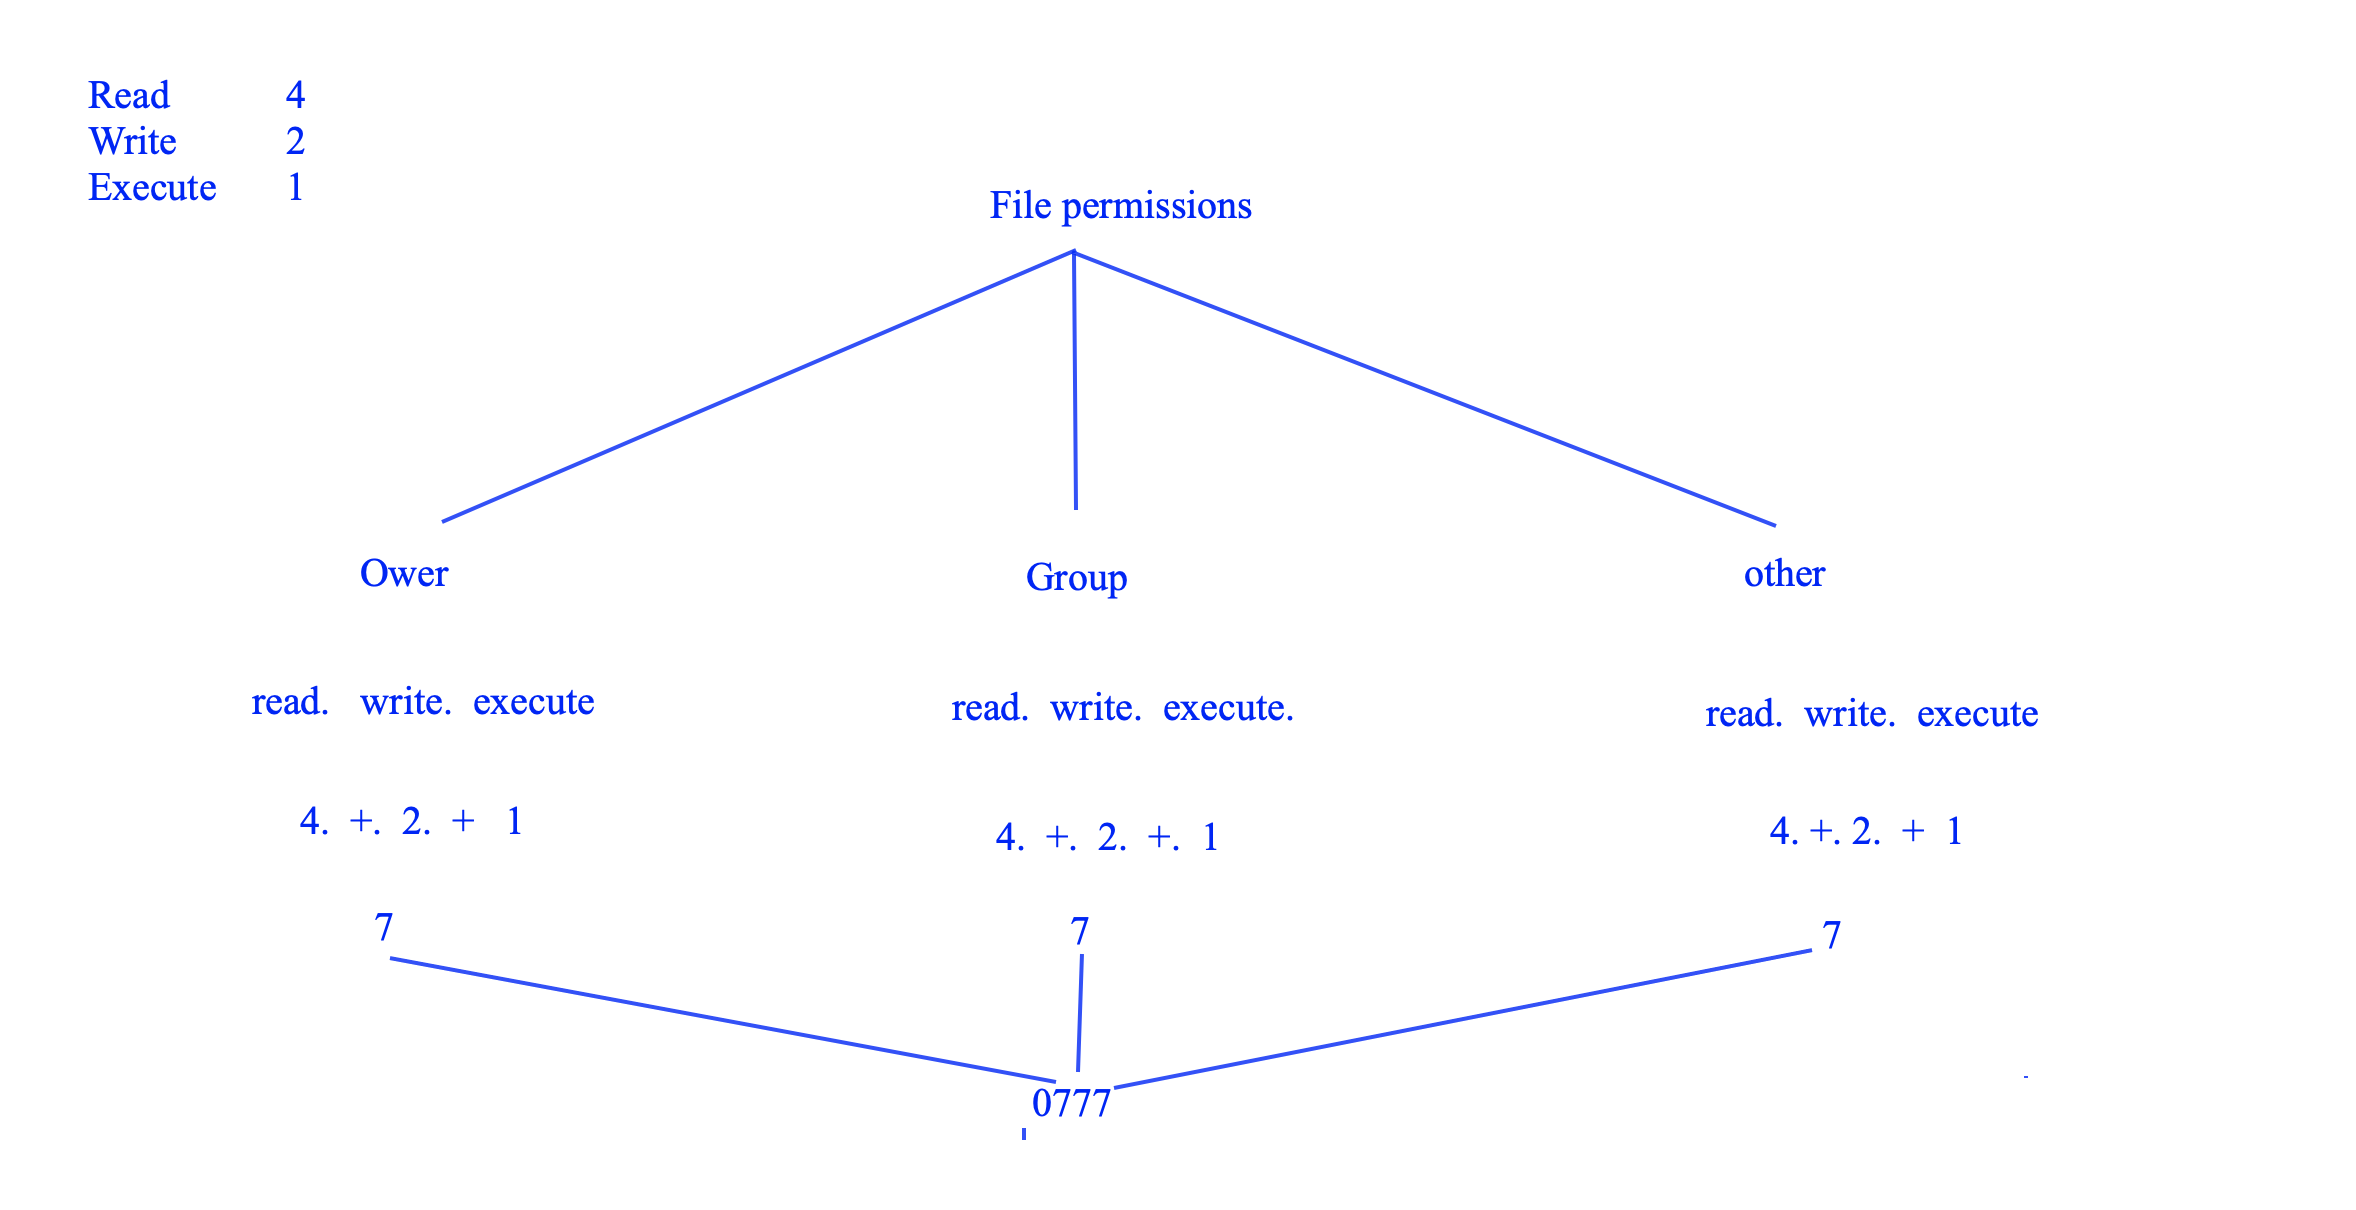 Read 4
Write 2
Execute 1
File permissions
Ower Group other
read. write. execute read. write. execute. read. write. execute
4. +. 2. + 1 4. +. 2. +. 1 4. +. 2. + 1
7 7 7
0777